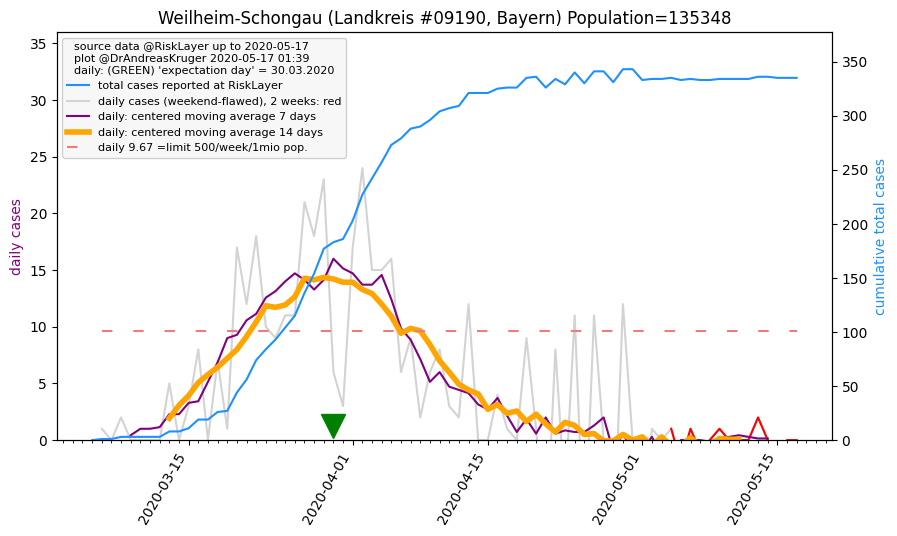 Weilheim-Schongau (Landkreis #09190, Bayern) Population=135348
source data @RiskLayer up to 2020-05-17
plot @DrAndreasKruger 2020-05-17 01:39
daily: (GREEN) 'expectation day' = 30.03.2020
total cases reported at RiskLayer
daily cases (weekend-flawed), 2 weeks: red
daily: centered moving average 7 days
daily: centered moving average 14 days
daily 9.67 =limit 500/week/1mio pop.
daily cases
35
30
25
20
15
10
5
0
350
300
250
200
150
100
50
0
cumulative total cases
2020-03-15
2020-04-01
2020-04-15
2020-05-01
2020-05-15